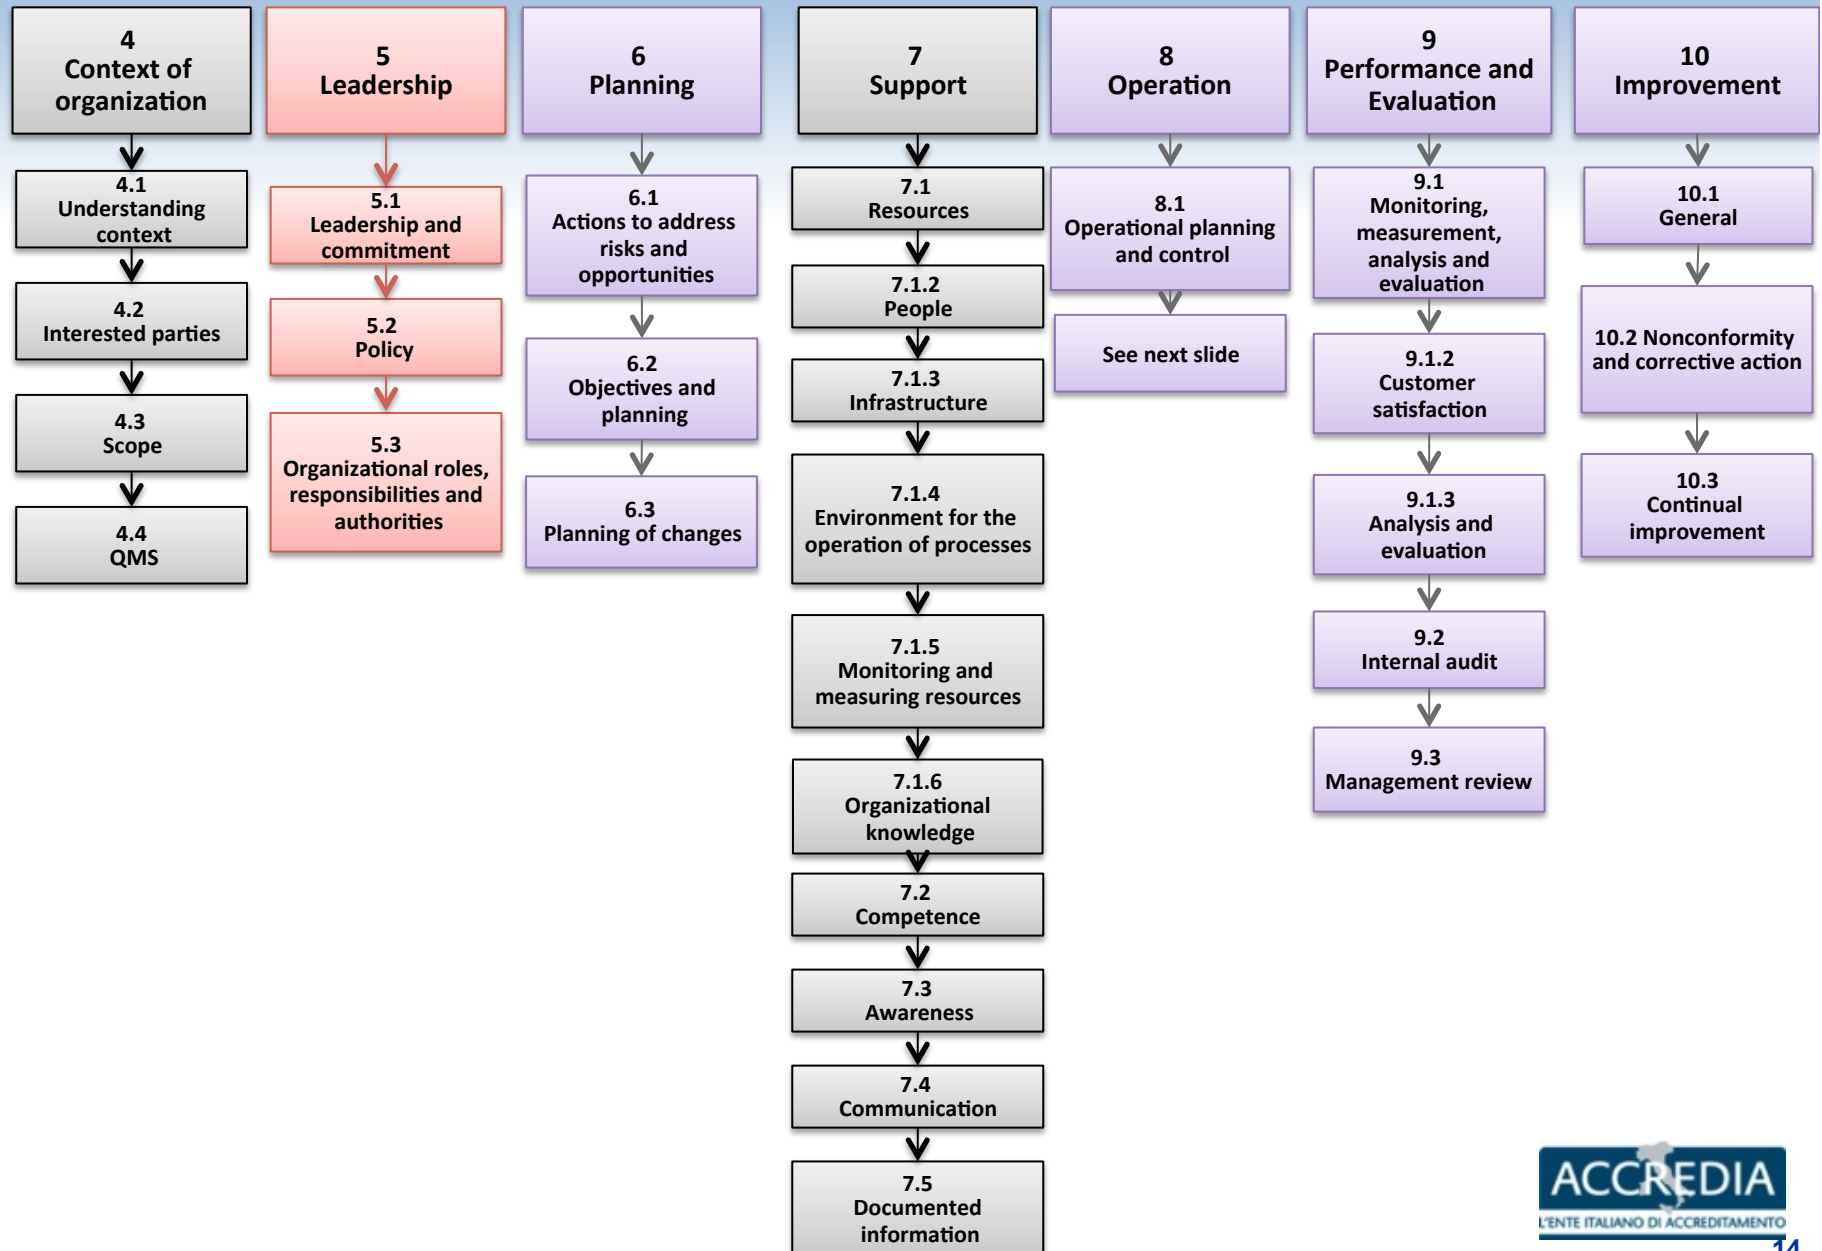 4
Context of
organization
4.1
Understanding
context
4.2
Interested parties
4.3
Scope
4.4
QMS
5
Leadership
5.1
Leadership and
commitment
5.2
Policy
5.3
Organizational roles,
responsibilities and
authorities
6
Planning
6.1
Actions to address
risks and
opportunities
6.2
Objectives and
planning
6.3
Planning of changes
7
Support
7.1
Resources
7.1.2
People
7.1.3
Infrastructure
7.1.4
Environment for the
operation of processes
7.1.5
Monitoring and
measuring resources
7.1.6
Organizational
knowledge
7.2
Competence
7.3
Awareness
7.4
Communication
7.5
Documented
information
8
Operation
8.1
Operational planning
and control
See next slide
9
Performance and
Evaluation
9.1
Monitoring,
measurement,
analysis and
evaluation
9.1.2
Customer
satisfaction
9.1.3
Analysis and
evaluation
9.2
Internal audit
9.3
Management review
10
Improvement
10.1
General
10.2 Nonconformity
and corrective action
10.3
Continual
improvement
ACCREDIA
L'ENTE ITALIANO DI ACCREDITAMENTO
14